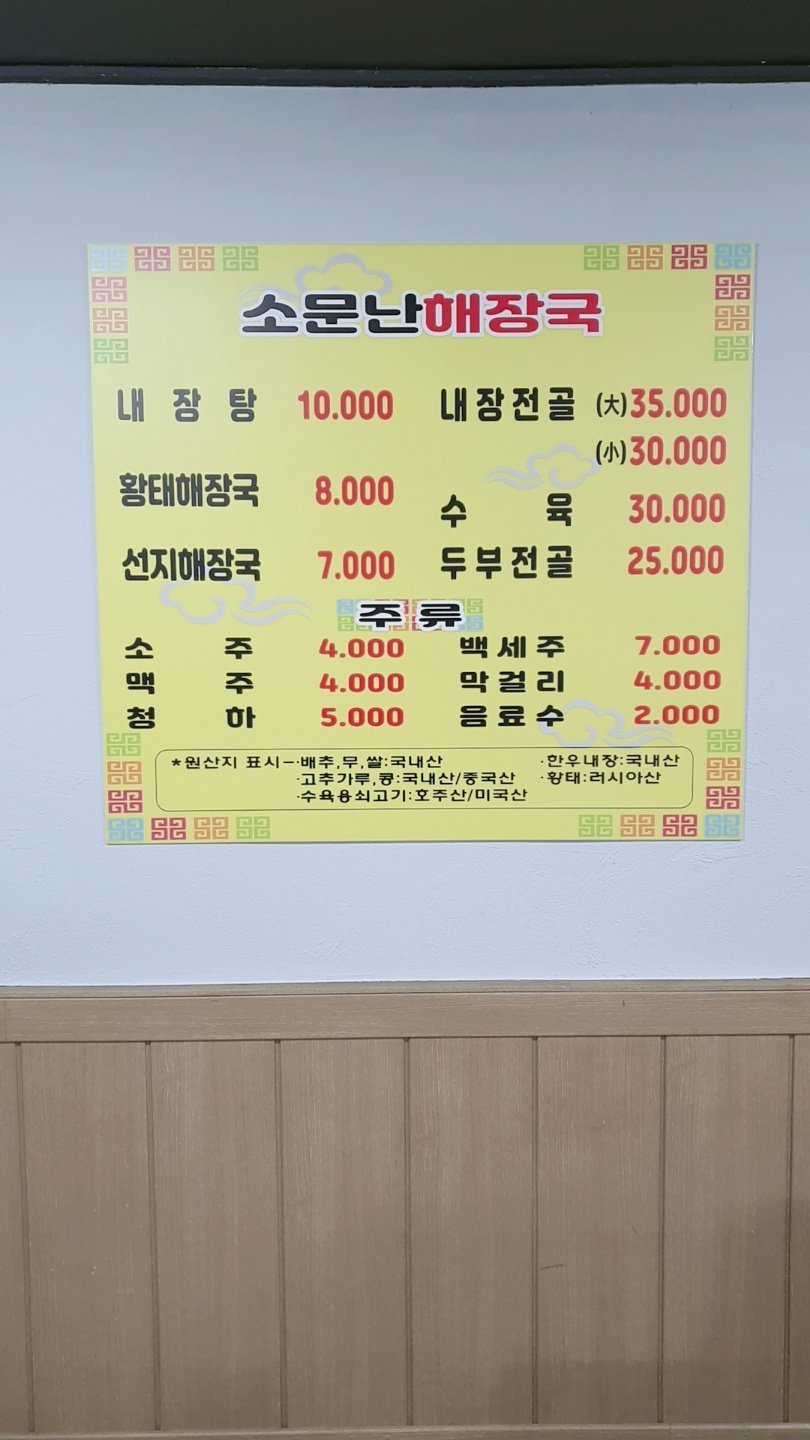 소문난해장국
내장탕 10.000 내장전골 (大)35.000
(小)30.000
황태해장국 8.000
수육 30.000
선지해장국 7.000 두부전골 25.000
주류
소주 4.000 백세주 7.000
맥주 4.000 막걸리 4.000
청하 5.000 음료수 2.000
*원산지 표시-·배추,무,쌀:국내산 ·한우내장:국내산
·고추가루,콩:국내산/중국산 ·황태:러시아산
·수육용쇠고기:호주산/미국산